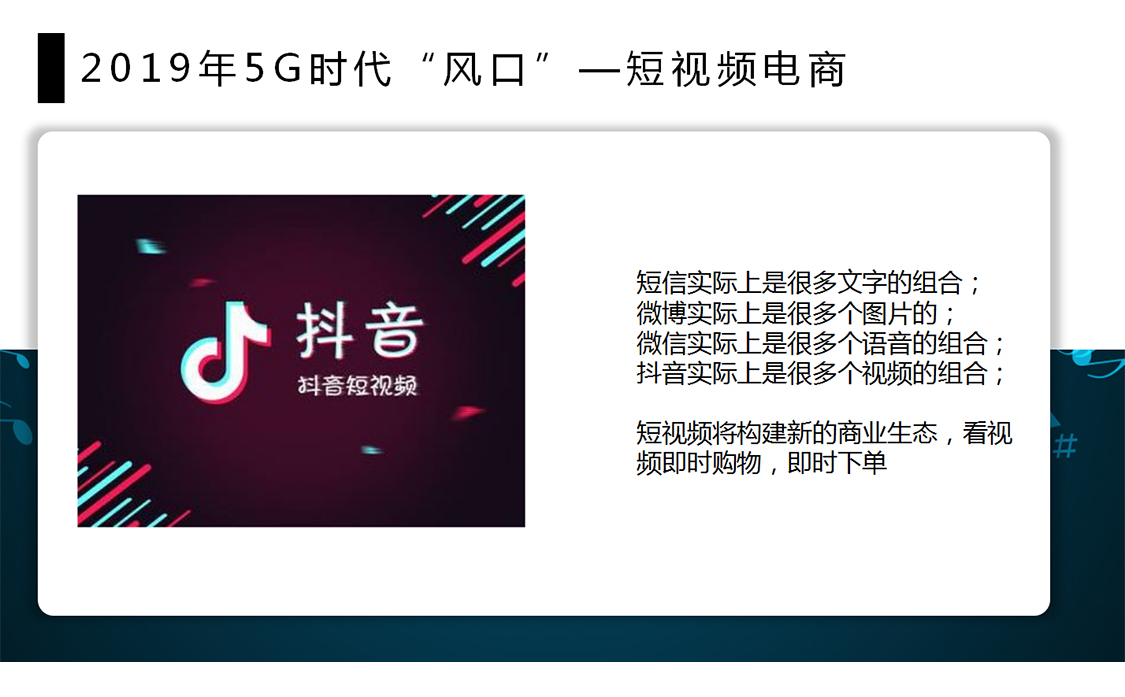 2019年5G时代“风口”—短视频电商
抖音
抖音短视频
短信实际上是很多文字的组合；
微博实际上是很多个图片的；
微信实际上是很多个语音的组合；
抖音实际上是很多个视频的组合；
短视频将构建新的商业生态，看视
频即时购物，即时下单
#